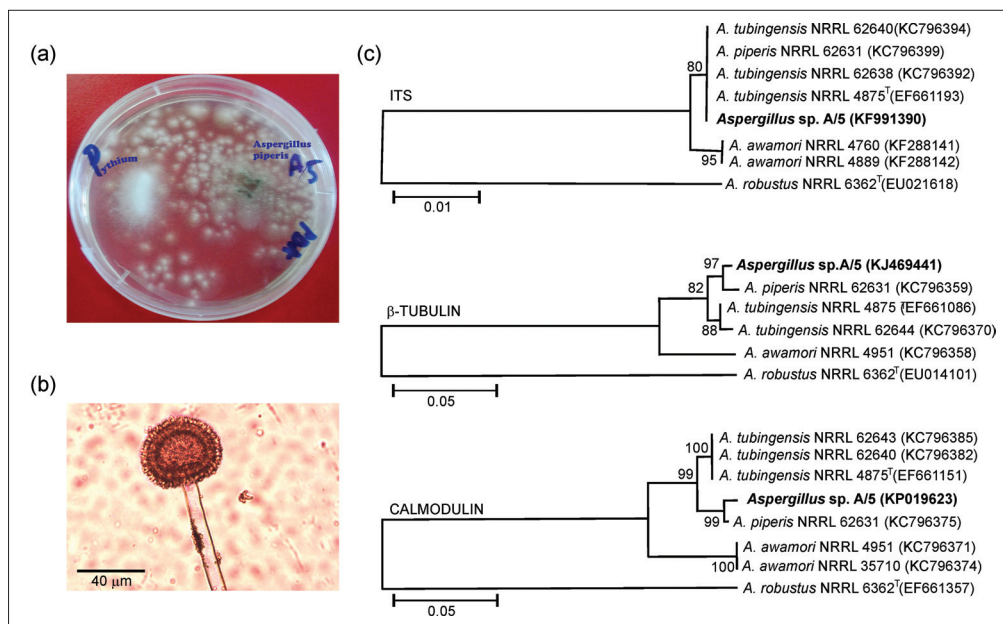 (a)
Pythium
Aspergillus
piperis
A/5
PDA
(b)
40 µm
(c)
ITS
A. tubingensis NRRL 62640(KC796394)
A. piperis NRRL 62631 (KC796399)
80
A. tubingensis NRRL 62638 (KC796392)
A. tubingensis NRRL 4875T(EF661193)
Aspergillus sp. A/5 (KF991390)
A. awamori NRRL 4760 (KF288141)
95
A. awamori NRRL 4889 (KF288142)
A. robustus NRRL 6362T(EU021618)
0.01
β-TUBULIN
97
Aspergillus sp.A/5 (KJ469441)
82
A. piperis NRRL 62631 (KC796359)
A. tubingensis NRRL 4875 T(EF661086)
88
A. tubingensis NRRL 62644 (KC796370)
A. awamori NRRL 4951 (KC796358)
A. robustus NRRL 6362T(EU014101)
0.05
CALMODULIN
A. tubingensis NRRL 62643 (KC796385)
100
A. tubingensis NRRL 62640 (KC796382)
99
A. tubingensis NRRL 4875T(EF661151)
Aspergillus sp. A/5 (KP019623)
99
A. piperis NRRL 62631 (KC796375)
A. awamori NRRL 4951 (KC796371)
100
A. awamori NRRL 35710 (KC796374)
A. robustus NRRL 6362T(EF661357)
0.05